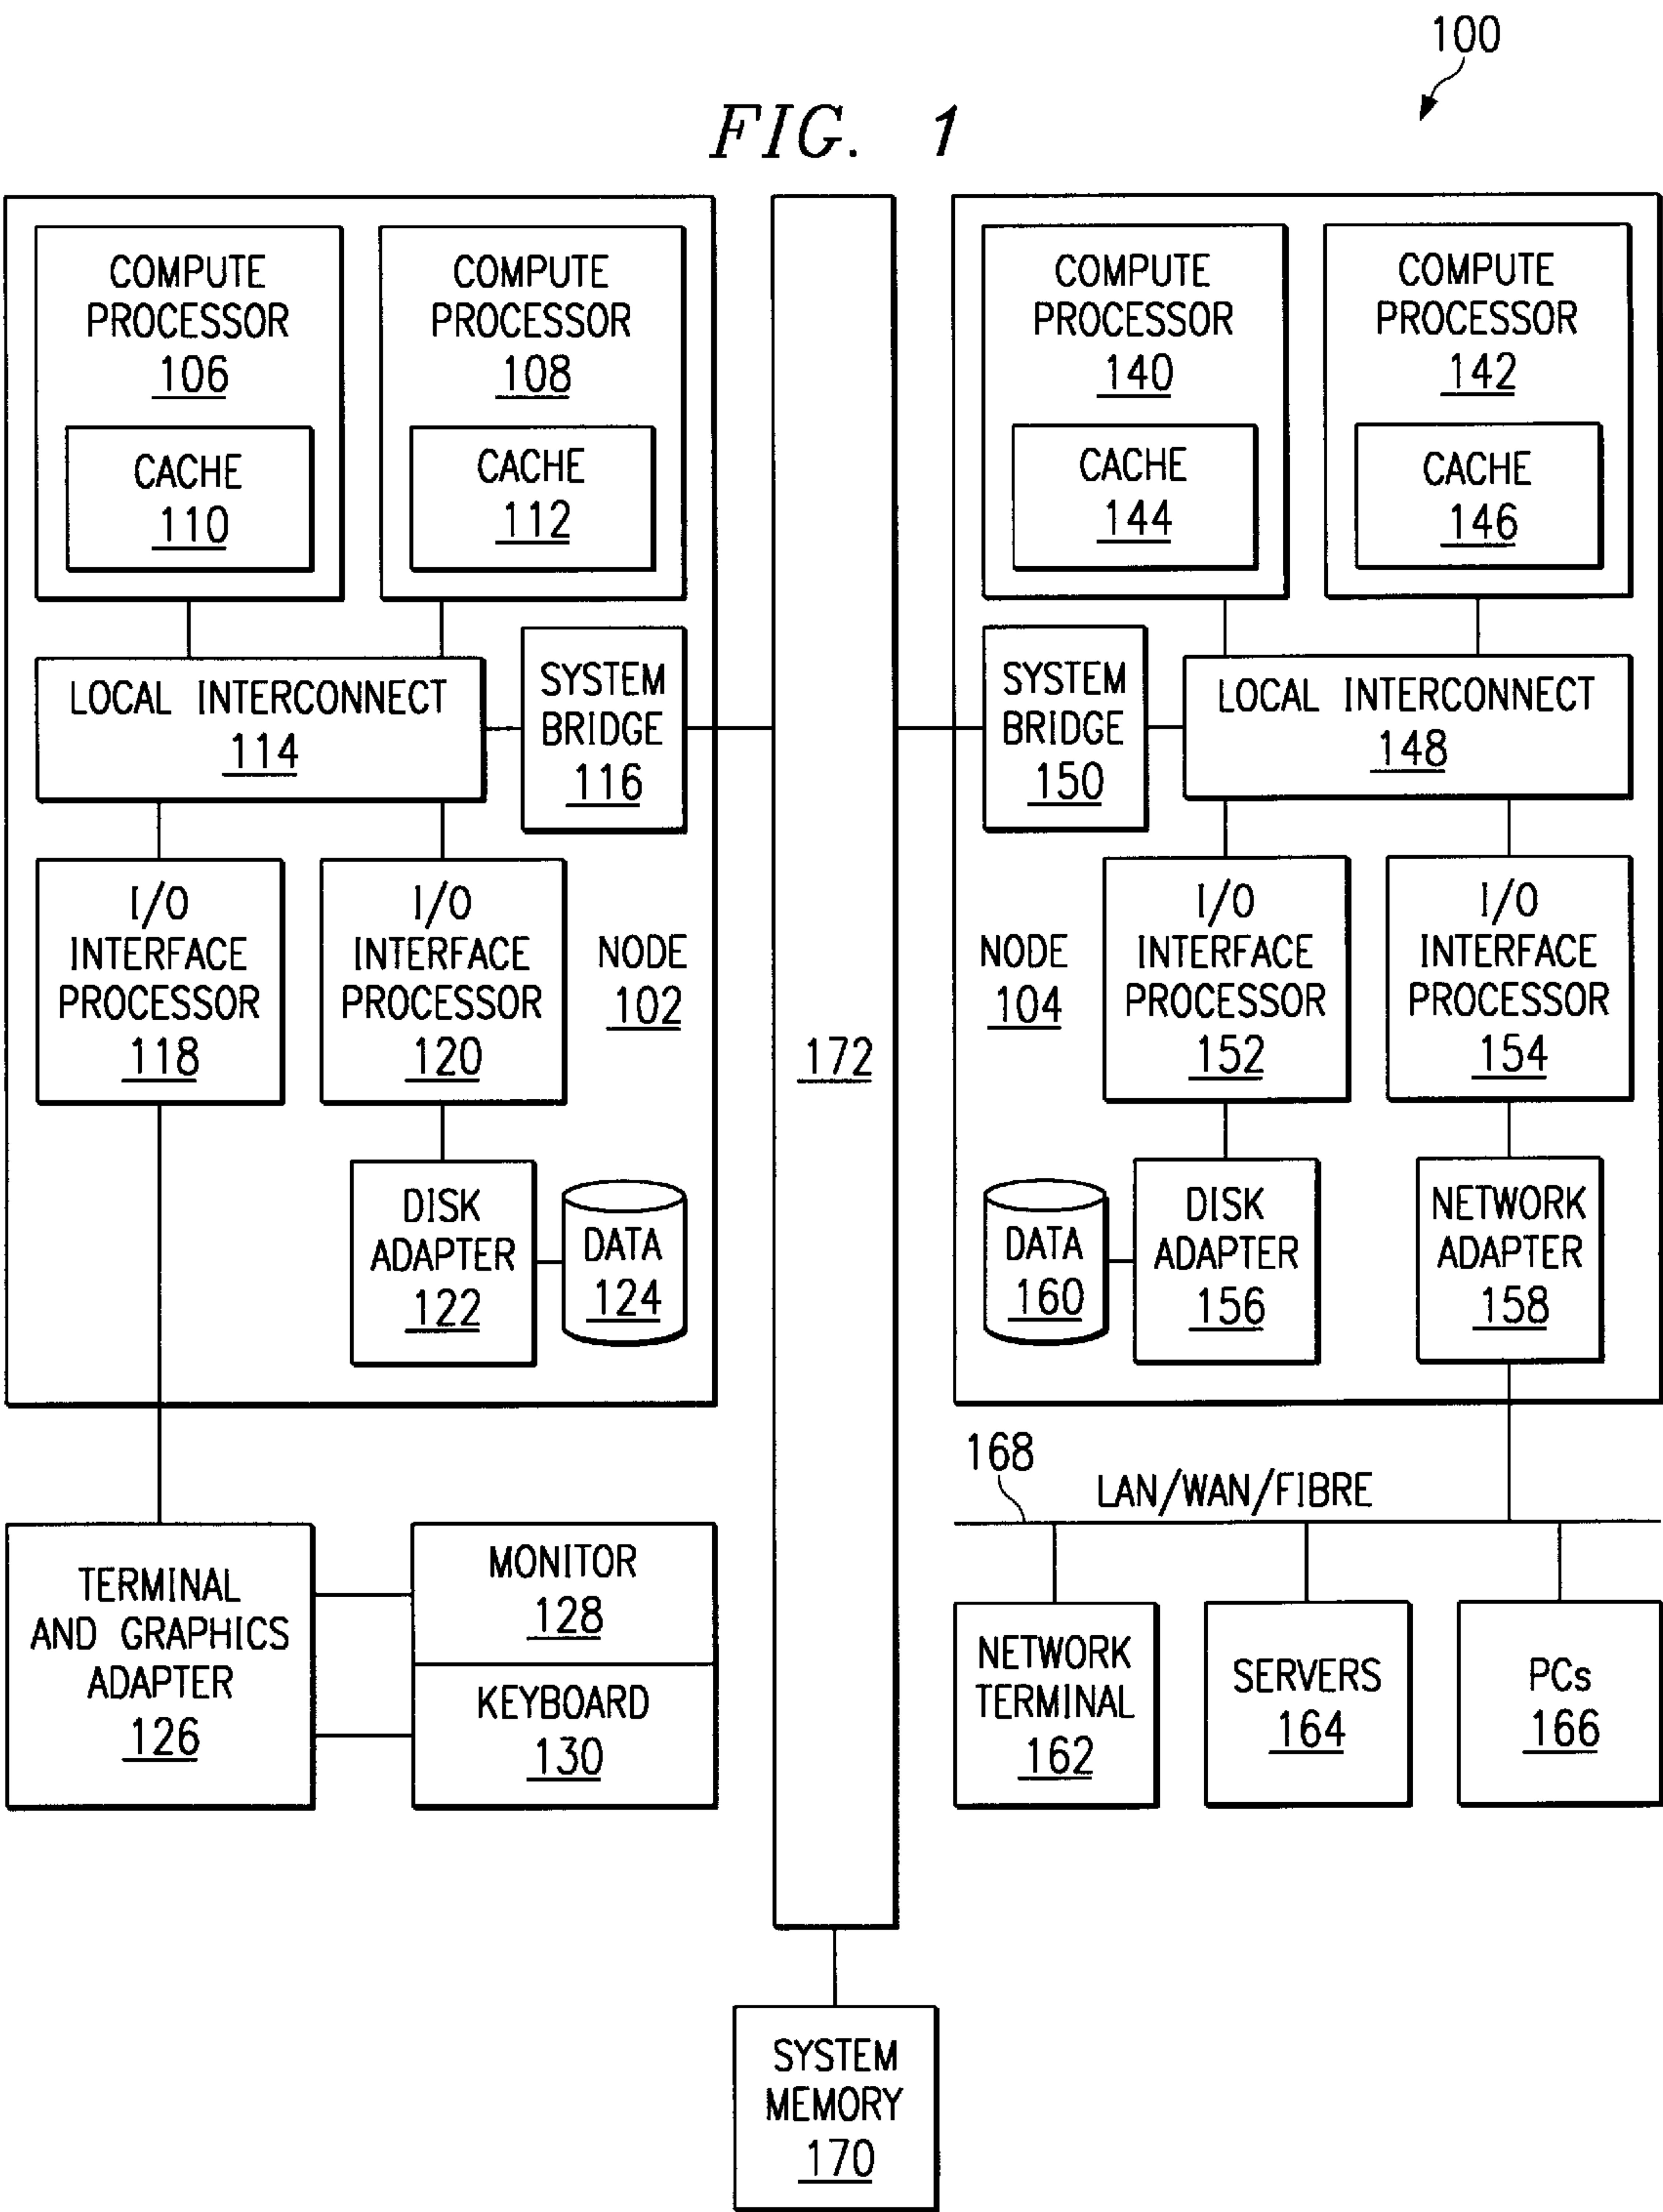 100
FIG. 1
COMPUTE
PROCESSOR
106
CACHE
110
COMPUTE
PROCESSOR
108
CACHE
112
LOCAL INTERCONNECT
114
SYSTEM
BRIDGE
116
I/O
INTERFACE
PROCESSOR
118
I/O
INTERFACE
PROCESSOR
120
NODE
102
DISK
ADAPTER
122
DATA
124
TERMINAL
AND GRAPHICS
ADAPTER
126
MONITOR
128
KEYBOARD
130
172
SYSTEM
MEMORY
170
COMPUTE
PROCESSOR
140
CACHE
144
COMPUTE
PROCESSOR
142
CACHE
146
SYSTEM
BRIDGE
150
LOCAL INTERCONNECT
148
NODE
104
I/O
INTERFACE
PROCESSOR
152
I/O
INTERFACE
PROCESSOR
154
DATA
160
DISK
ADAPTER
156
NETWORK
ADAPTER
158
168
LAN/WAN/FIBRE
NETWORK
TERMINAL
162
SERVERS
164
PCs
166